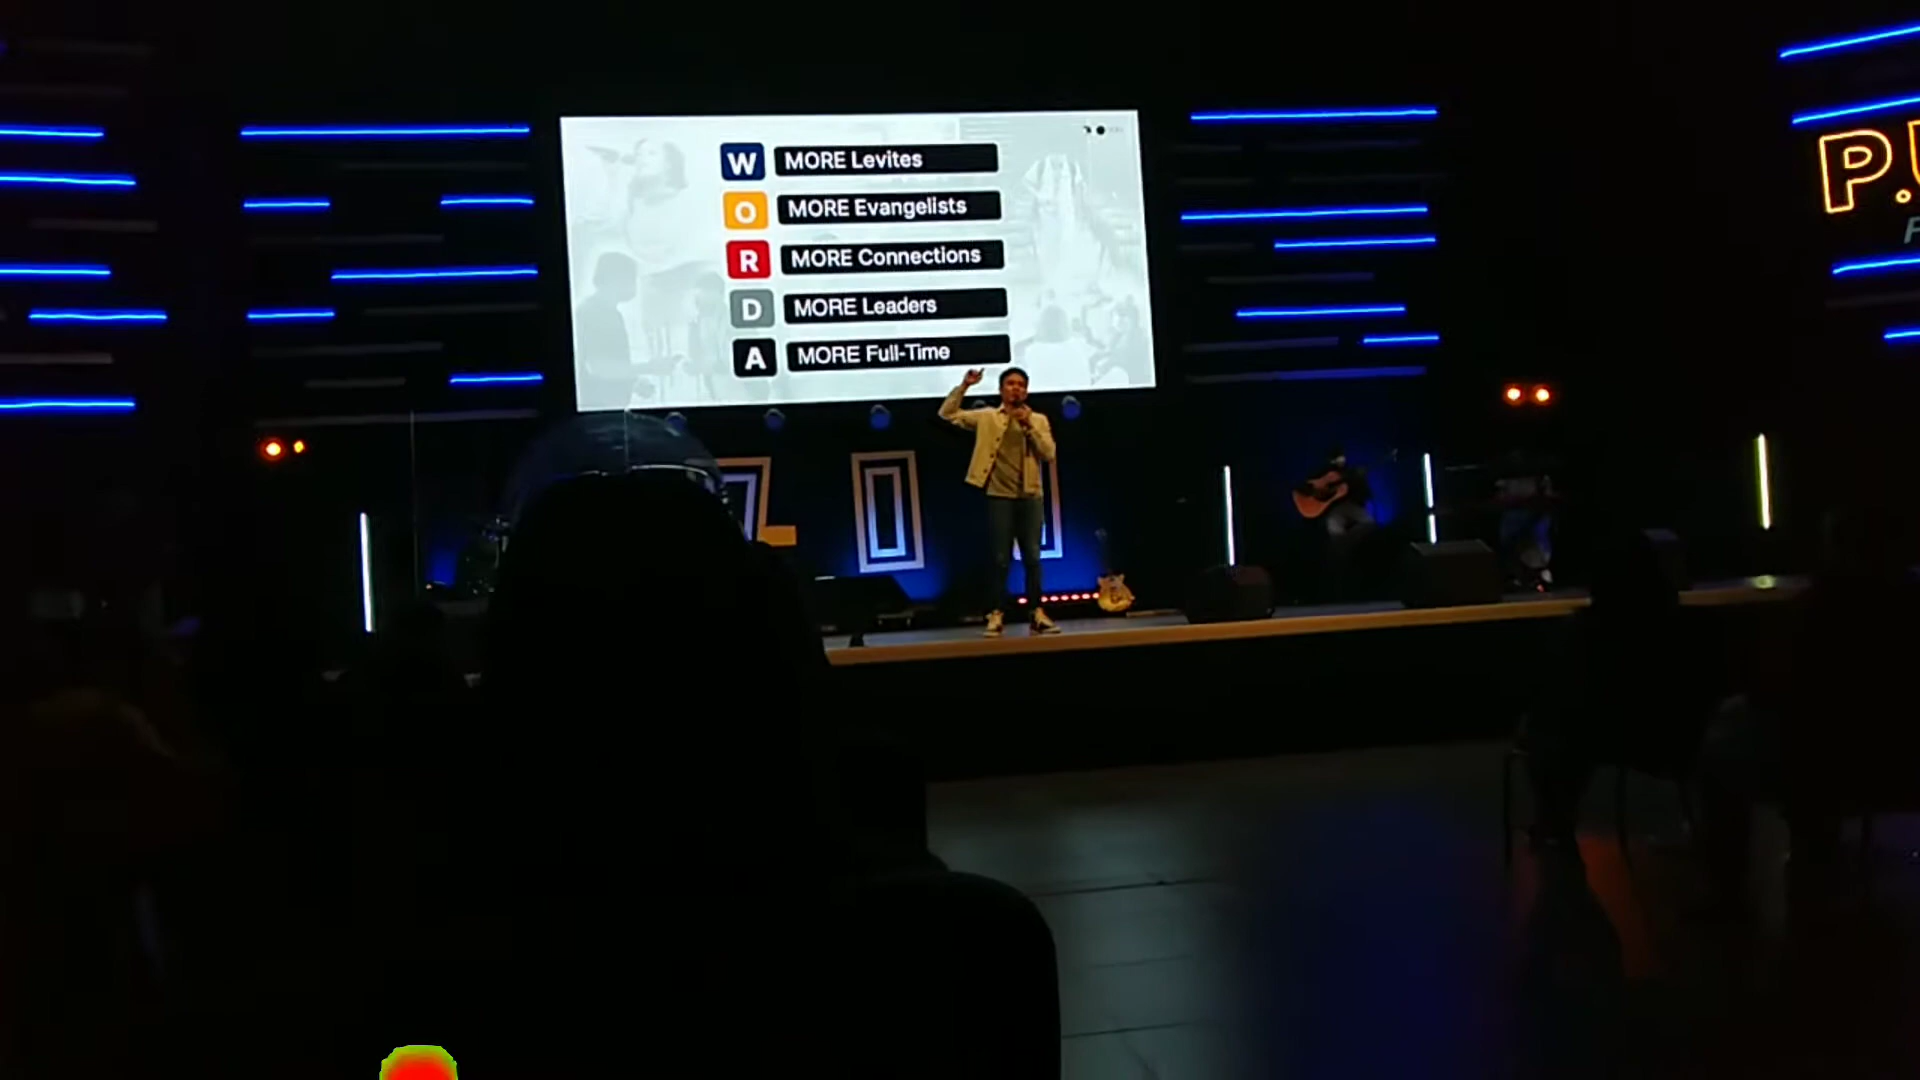 W MORE Levites
O MORE Evangelists
R MORE Connections
D MORE Leaders
A MORE Full-Time
P.